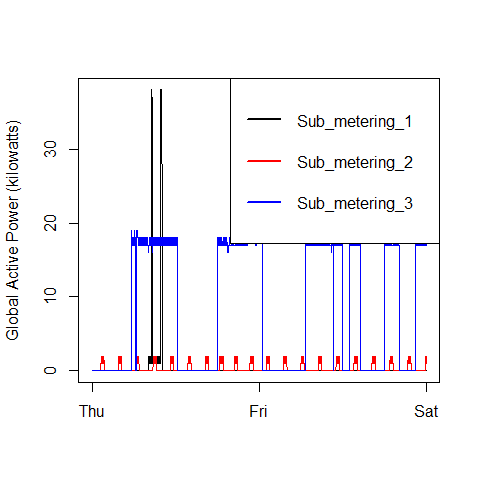 Global Active Power (kilowatts)
30
20
10
0
Sub_metering_1
Sub_metering_2
Sub_metering_3
Thu
Fri
Sat